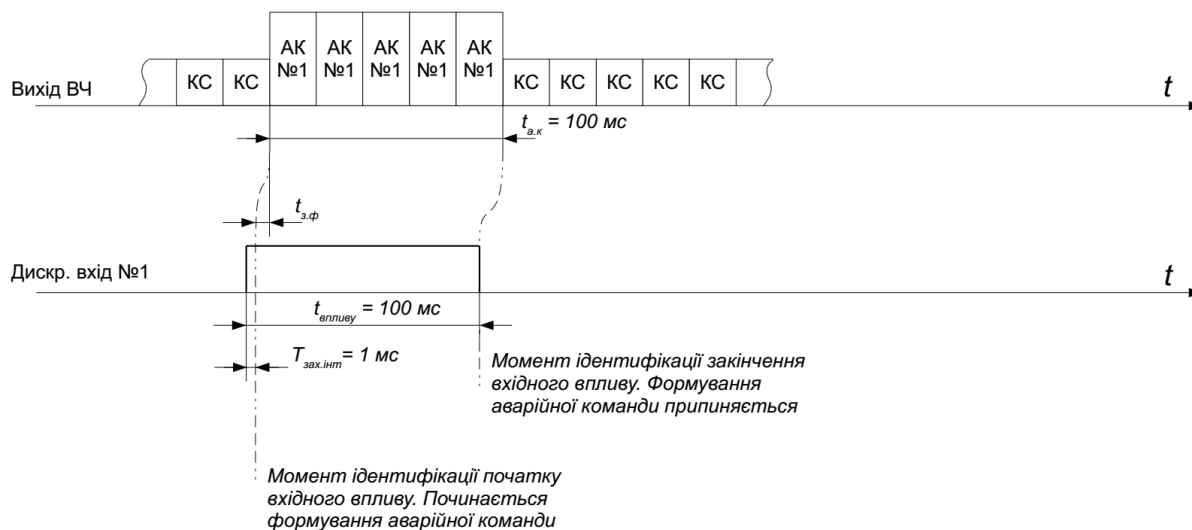 АК №1
АК №1
АК №1
АК №1
АК №1
КС
КС
КС
КС
КС
КС
КС
Вихід ВЧ
t
tа.к = 100 мс
tз.ф
Дискр. вхід №1
t
tвпливу = 100 мс
Tзах.інт = 1 мс
Момент ідентифікації закінчення
вхідного впливу. Формування
аварійної команди припиняється
Момент ідентифікації початку
вхідного впливу. Починається
формування аварійної команди